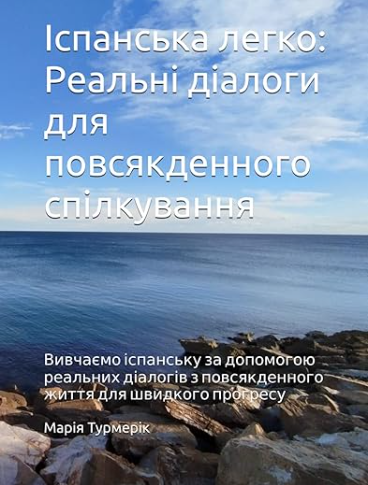 Іспанська легко:
Реальні діалоги
для
повсякденного
спілкування
Вивчаємо іспанську за допомогою
реальних діалогів з повсякденного
життя для швидкого прогресу
Марія Турмерік